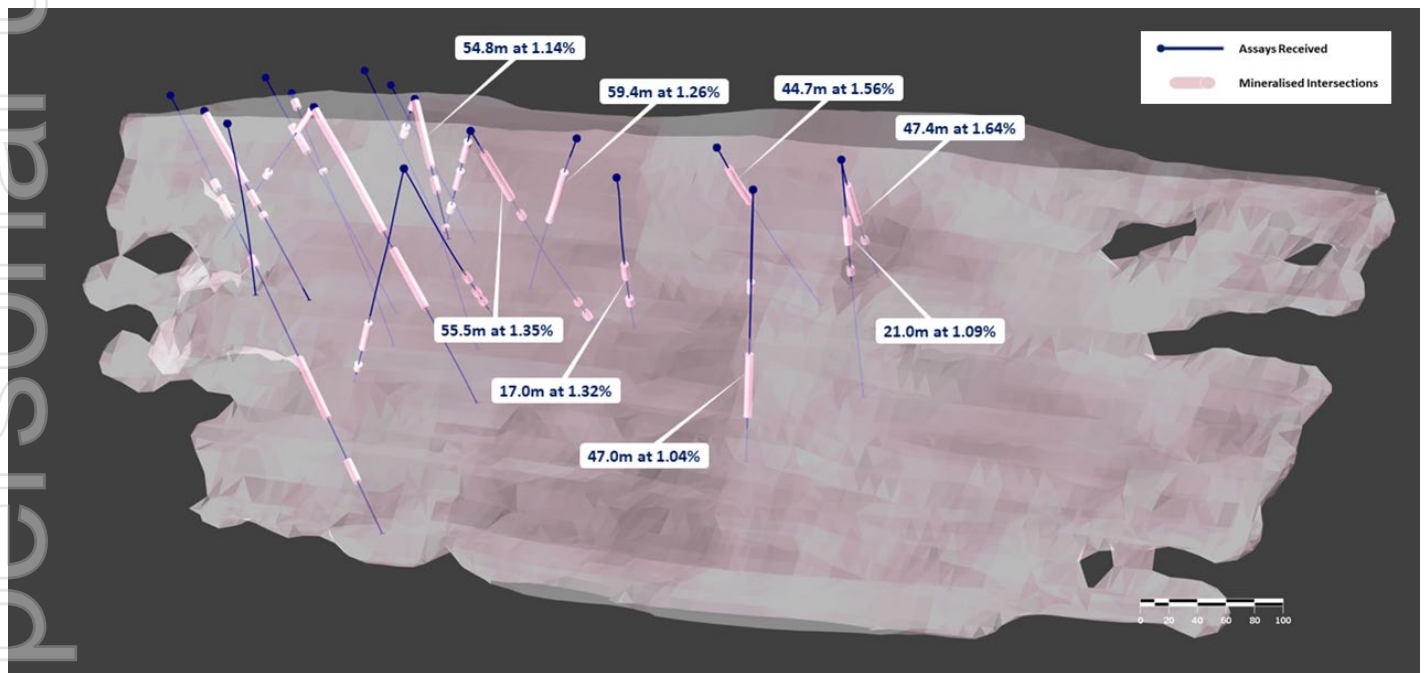 54.8m at 1.14%
59.4m at 1.26%
44.7m at 1.56%
47.4m at 1.64%
55.5m at 1.35%
21.0m at 1.09%
17.0m at 1.32%
47.0m at 1.04%
Assays Received
Mineralised Intersections
0 20 40 60 80 100
personal u